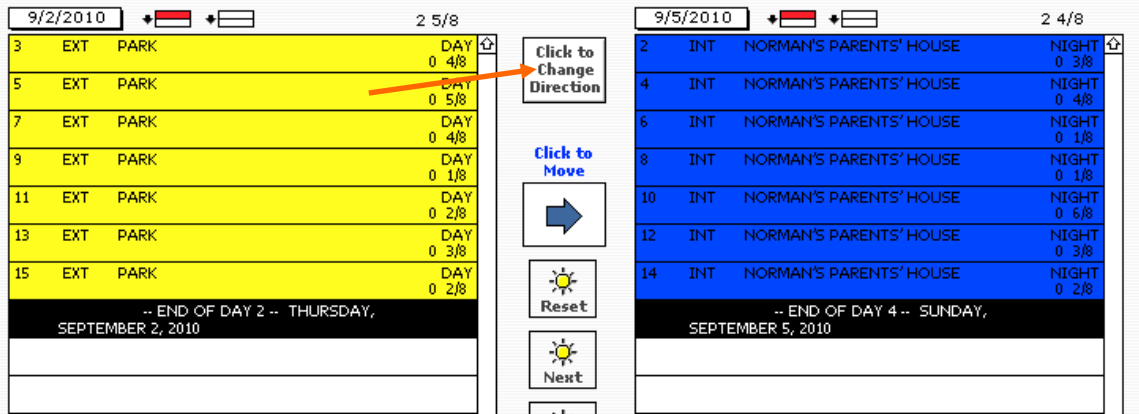 9/2/2010 2 5/8
3 EXT PARK DAY
0 4/8
5 EXT PARK DAY
0 5/8
7 EXT PARK DAY
0 4/8
9 EXT PARK DAY
0 1/8
11 EXT PARK DAY
0 2/8
13 EXT PARK DAY
0 3/8
15 EXT PARK DAY
0 2/8
-- END OF DAY 2 -- THURSDAY,
SEPTEMBER 2, 2010
Click to
Change
Direction
Click to
Move
Reset
Next
9/5/2010 2 4/8
2 INT NORMAN'S PARENTS' HOUSE NIGHT
0 3/8
4 INT NORMAN'S PARENTS' HOUSE NIGHT
0 4/8
6 INT NORMAN'S PARENTS' HOUSE NIGHT
0 1/8
8 INT NORMAN'S PARENTS' HOUSE NIGHT
0 1/8
10 INT NORMAN'S PARENTS' HOUSE NIGHT
0 6/8
12 INT NORMAN'S PARENTS' HOUSE NIGHT
0 3/8
14 INT NORMAN'S PARENTS' HOUSE NIGHT
0 2/8
-- END OF DAY 4 -- SUNDAY,
SEPTEMBER 5, 2010